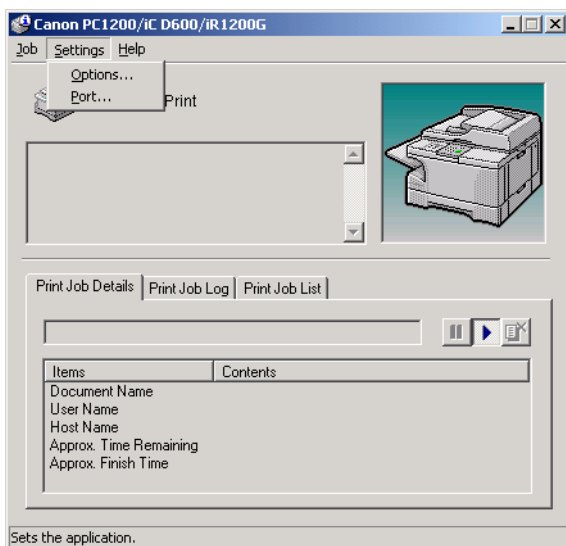 Canon PC1200/iC D600/iR1200G
Job Settings Help
Options...
Port...
Print
Print Job Details Print Job Log Print Job List
Items Contents
Document Name
User Name
Host Name
Approx. Time Remaining
Approx. Finish Time
Sets the application.